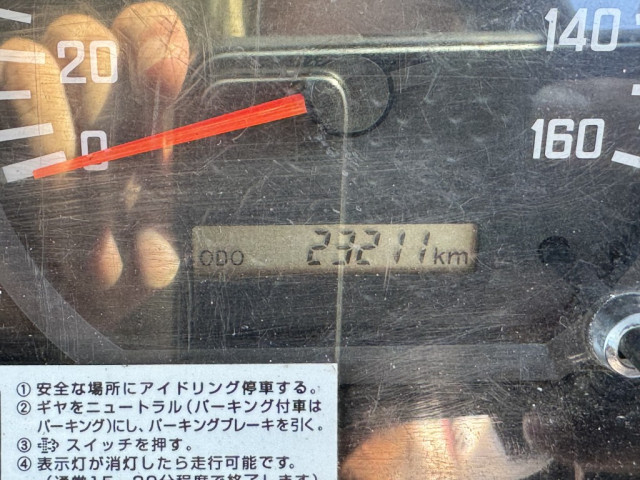 20
0
140
160
ODO 23211km
① 安全な場所にアイドリング停車する。
② ギヤをニュートラル（パーキング付車は
パーキング）にし、パーキングブレーキを引く。
③ スイッチを押す。
④ 表示灯が消灯したら走行可能です。